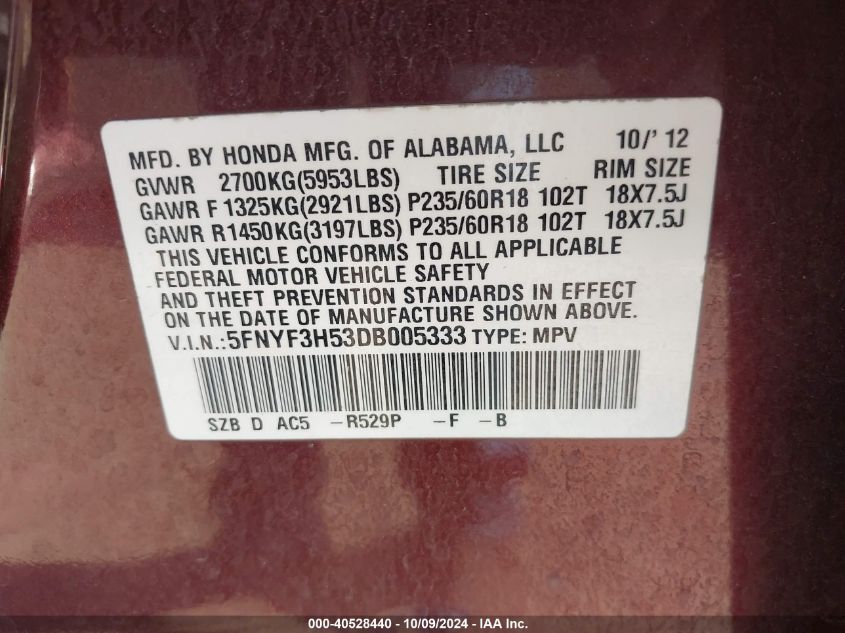 MFD. BY HONDA MFG. OF ALABAMA, LLC 10/' 12
GVWR 2700KG(5953LBS) TIRE SIZE RIM SIZE
GAWR F 1325KG(2921LBS) P235/60R18 102T 18X7.5J
GAWR R1450KG(3197LBS) P235/60R18 102T 18X7.5J
THIS VEHICLE CONFORMS TO ALL APPLICABLE
FEDERAL MOTOR VEHICLE SAFETY
AND THEFT PREVENTION STANDARDS IN EFFECT
ON THE DATE OF MANUFACTURE SHOWN ABOVE.
V.I.N.:5FNYF3H53DB005333 TYPE: MPV
SZB D AC5 -R529P -F -B
000-40528440 - 10/09/2024 - IAA Inc.